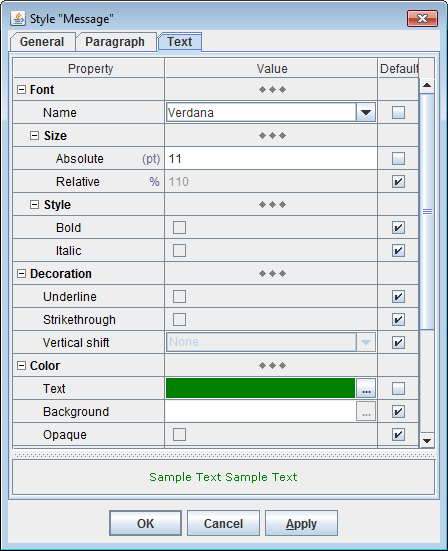 Style "Message"
General Paragraph Text
Property Value Default
Font
Name Verdana
Size
Absolute (pt) 11
Relative % 110
Style
Bold
Italic
Decoration
Underline
Strikethrough
Vertical shift None
Color
Text ...
Background ...
Opaque
Sample Text Sample Text
OK Cancel Apply